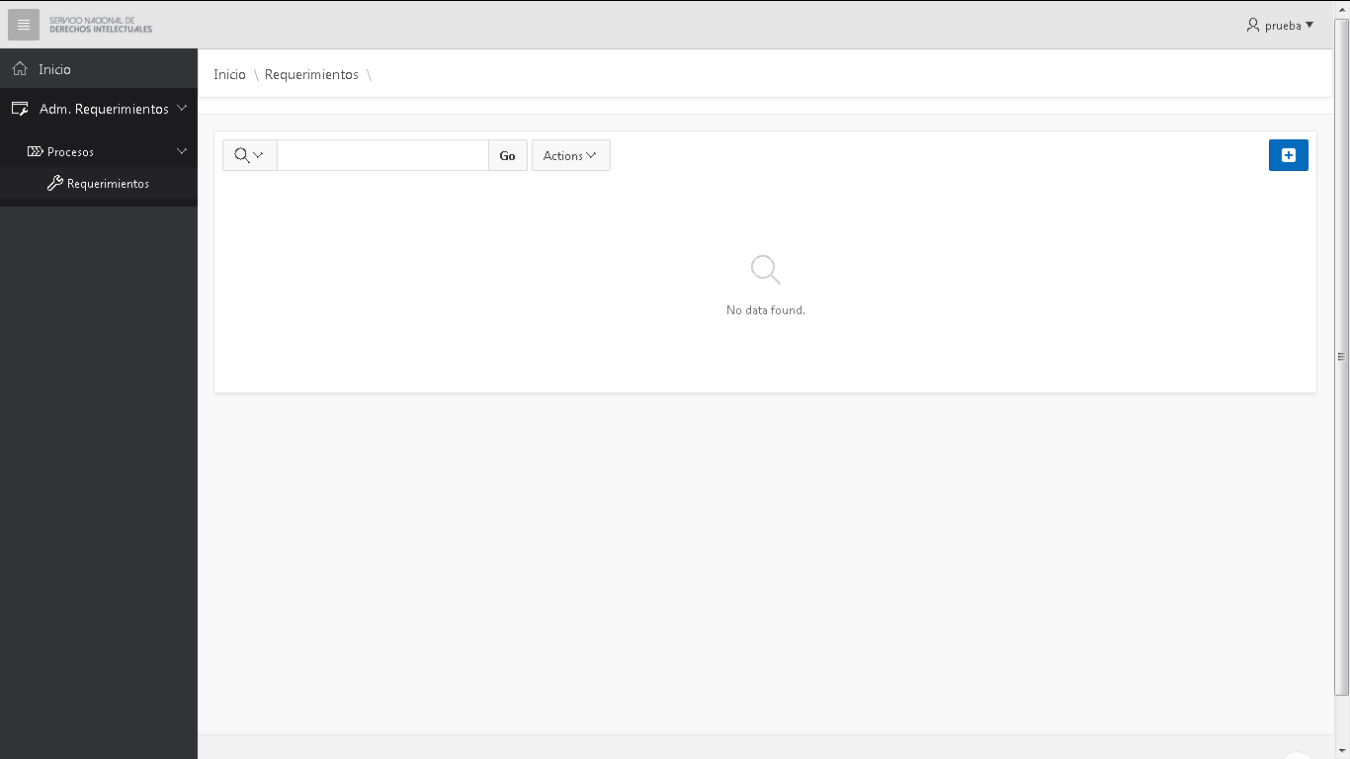 SERVICIO NACIONAL DE
DERECHOS INTELECTUALES
prueba
Inicio
Adm. Requerimientos
Procesos
Requerimientos
Inicio \ Requerimientos \
Go
Actions
No data found.